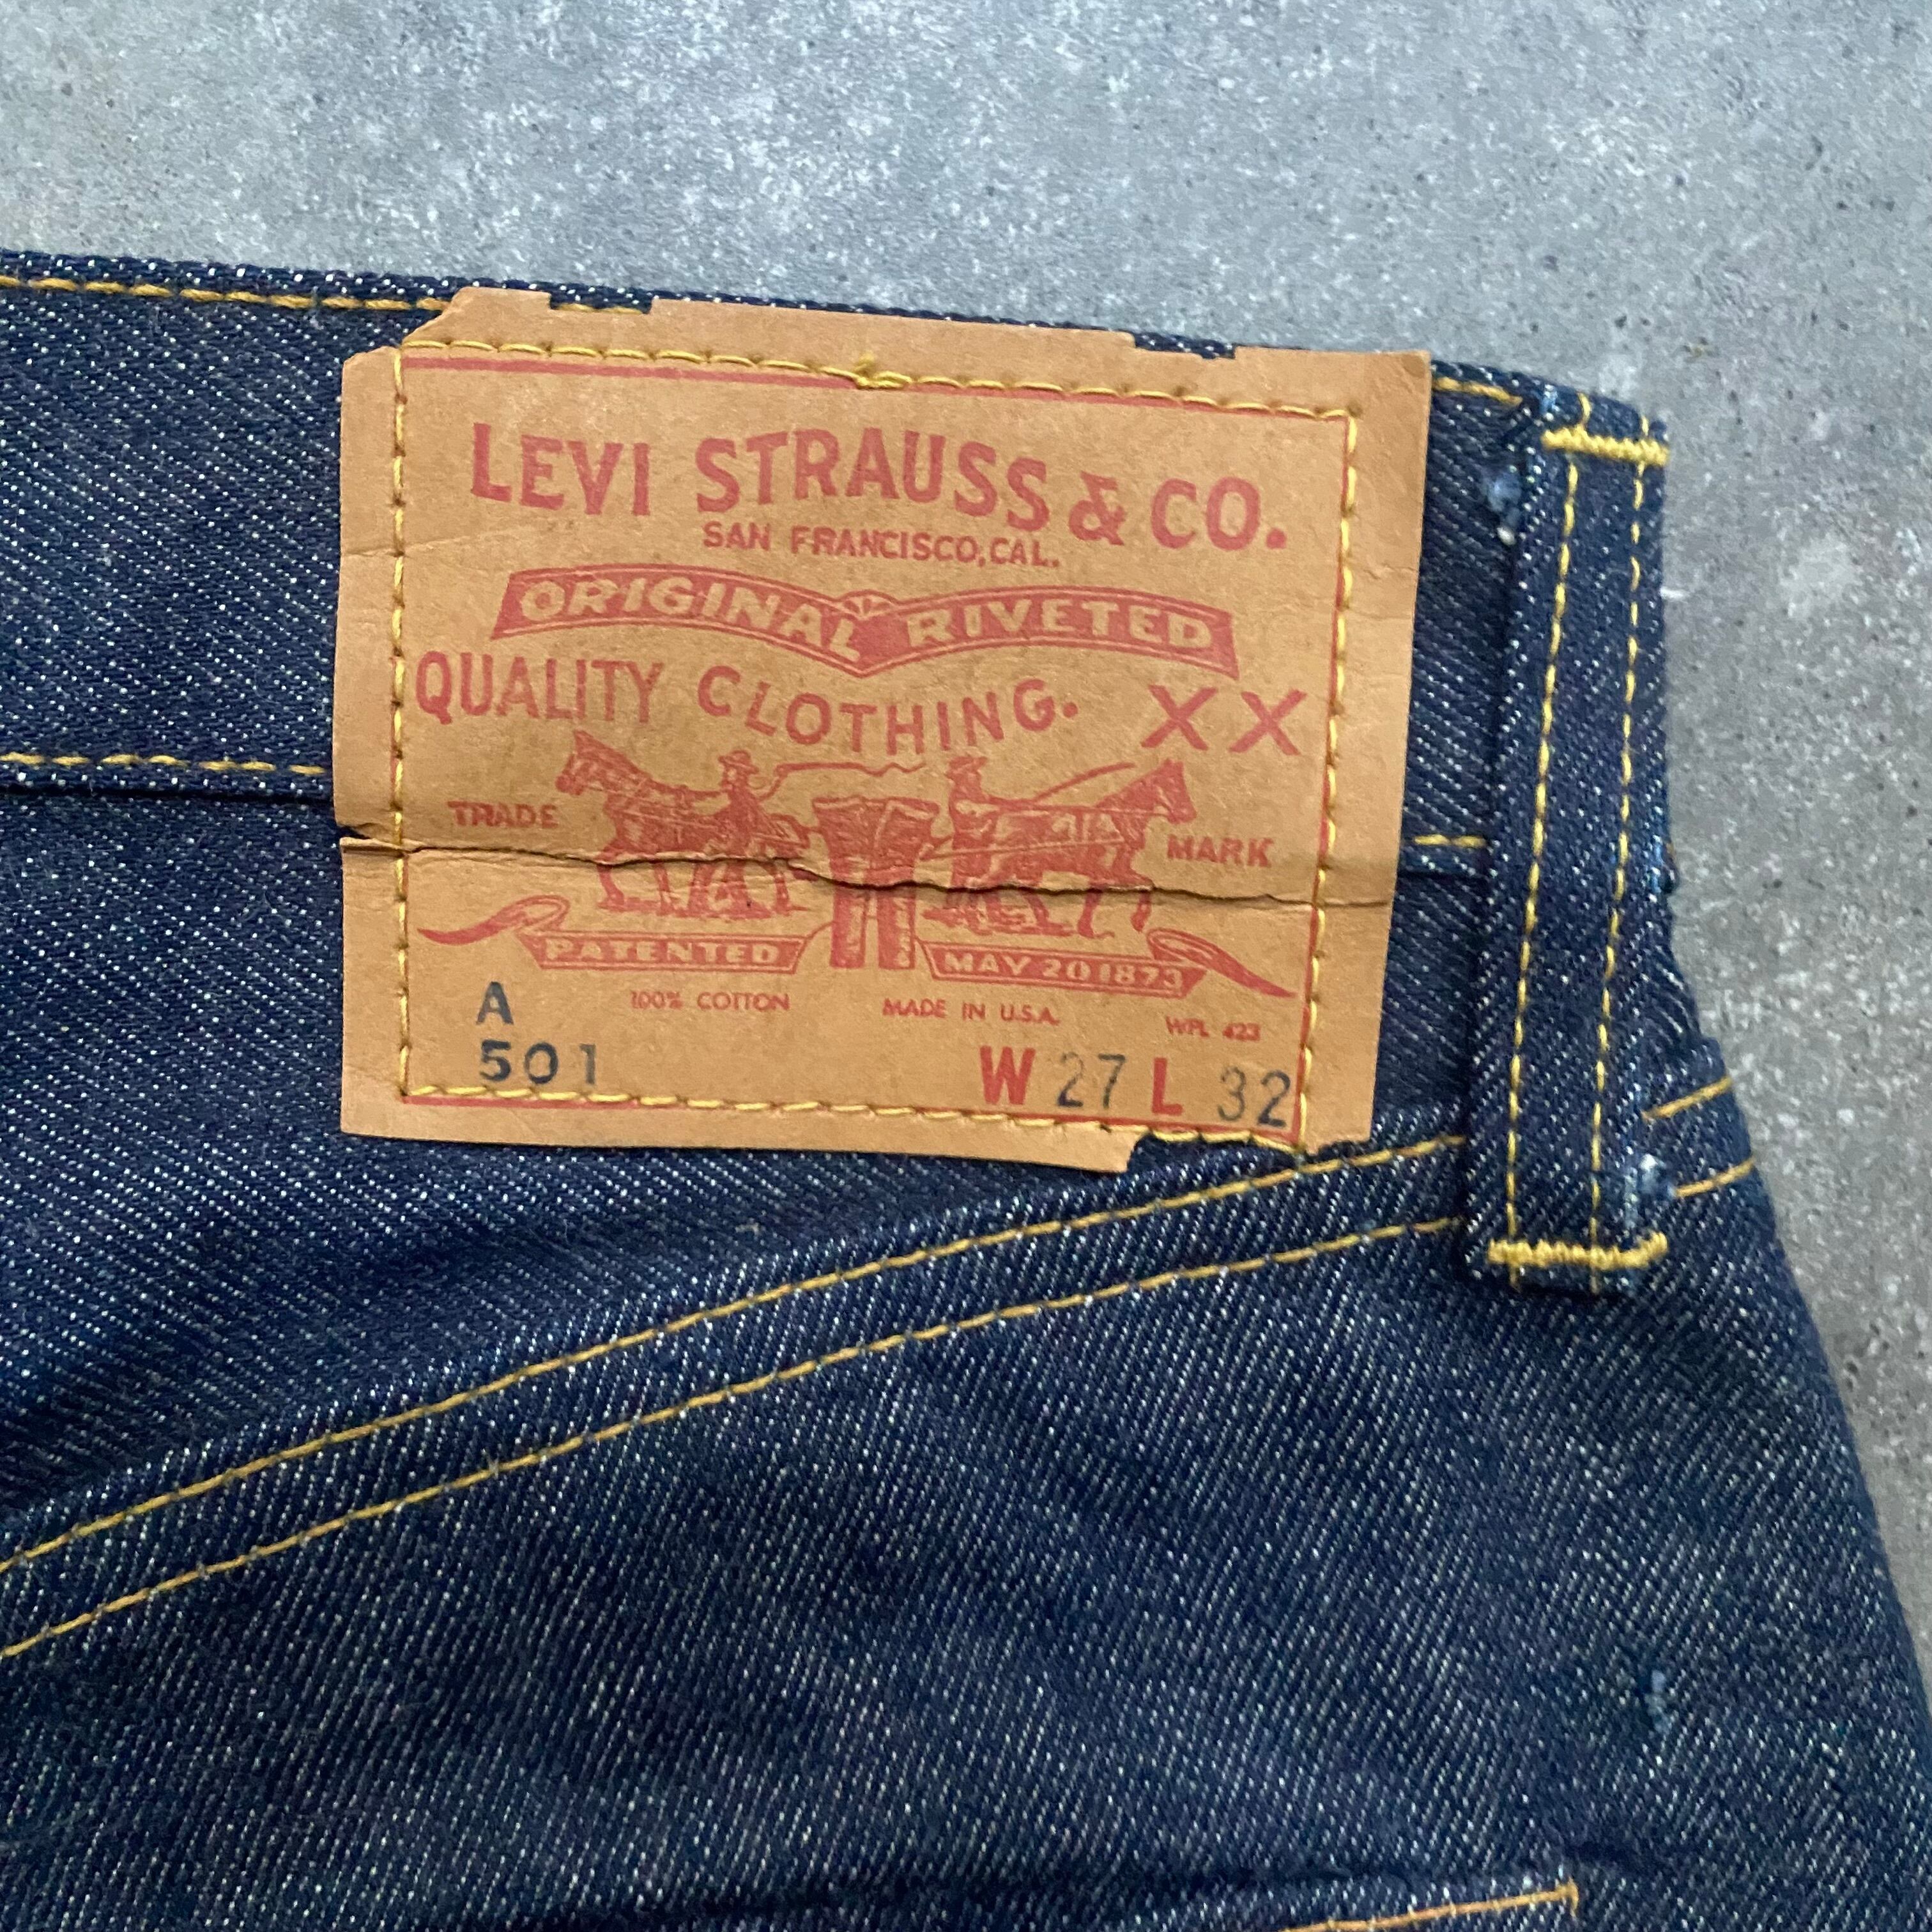 LEVI STRAUSS & CO.
SAN FRANCISCO, CAL.
ORIGINAL RIVETED
QUALITY CLOTHING. XX
TRADE MARK
PATENTED MAY 20 1873
A 100% COTTON MADE IN U.S.A. WPL 423
501 W 27 L 32